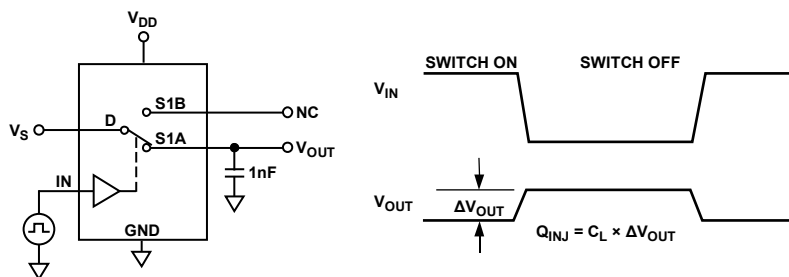 V_DD
S1B
NC
V_S
D
S1A
V_OUT
1nF
IN
GND
SWITCH ON
SWITCH OFF
V_IN
V_OUT
ΔV_OUT
Q_INJ = C_L × ΔV_OUT